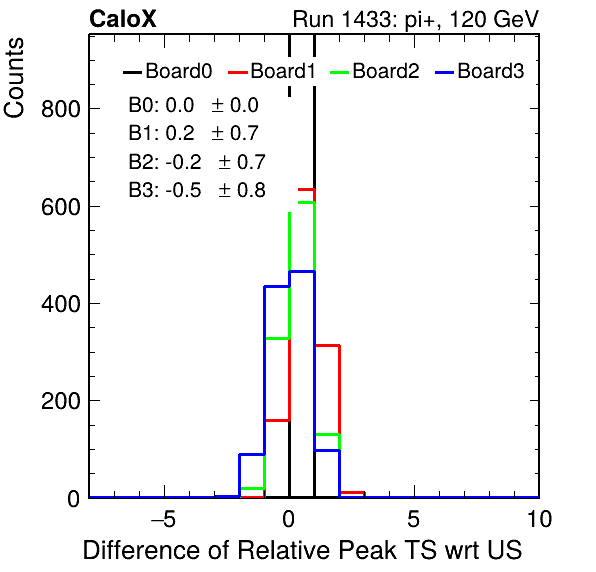 CaloX Run 1433: pi+, 120 GeV
Counts
Board0 Board1 Board2 Board3
B0: 0.0 ± 0.0
B1: 0.2 ± 0.7
B2: -0.2 ± 0.7
B3: -0.5 ± 0.8
800
600
400
200
0
−5 0 5 10
Difference of Relative Peak TS wrt US